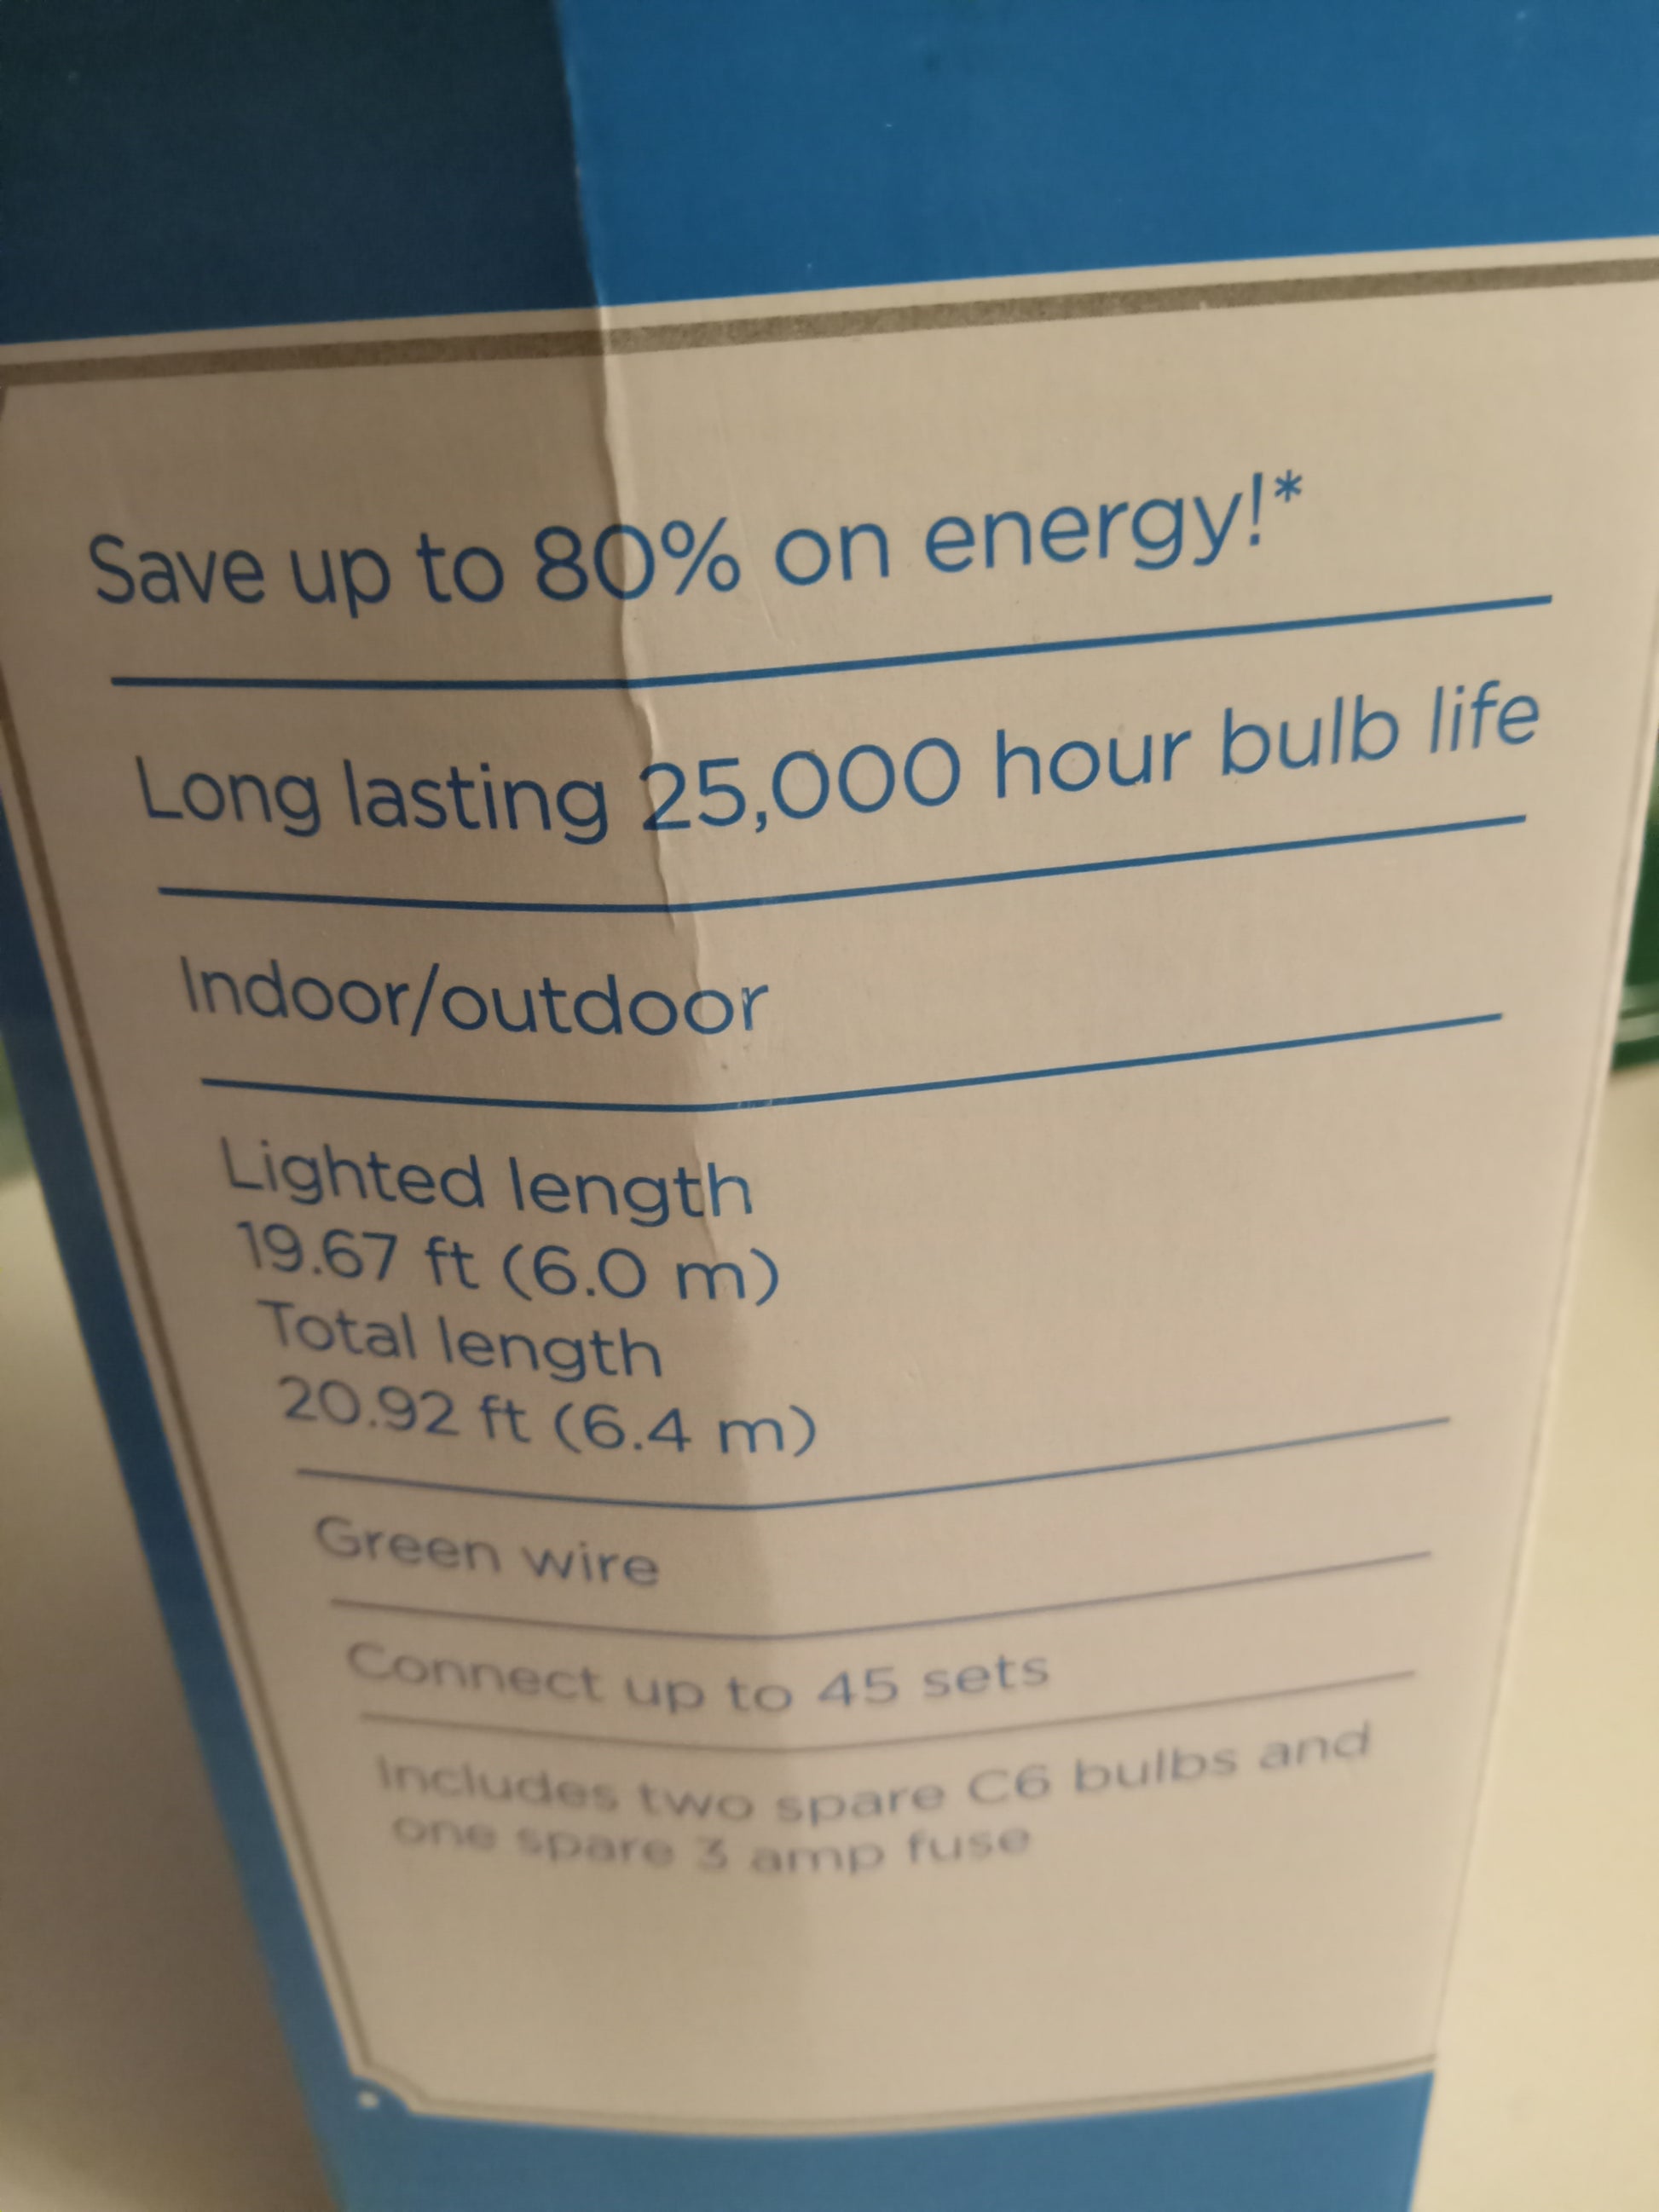 Save up to 80% on energy!*
Long lasting 25,000 hour bulb life
Indoor/outdoor
Lighted length
19.67 ft (6.0 m)
Total length
20.92 ft (6.4 m)
Green wire
Connect up to 45 sets
Includes two spare C6 bulbs and
one spare 3 amp fuse